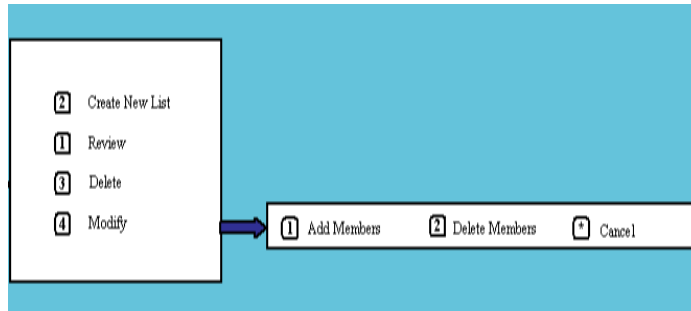 2 Create New List
1 Review
3 Delete
4 Modify
1 Add Members 2 Delete Members * Cancel